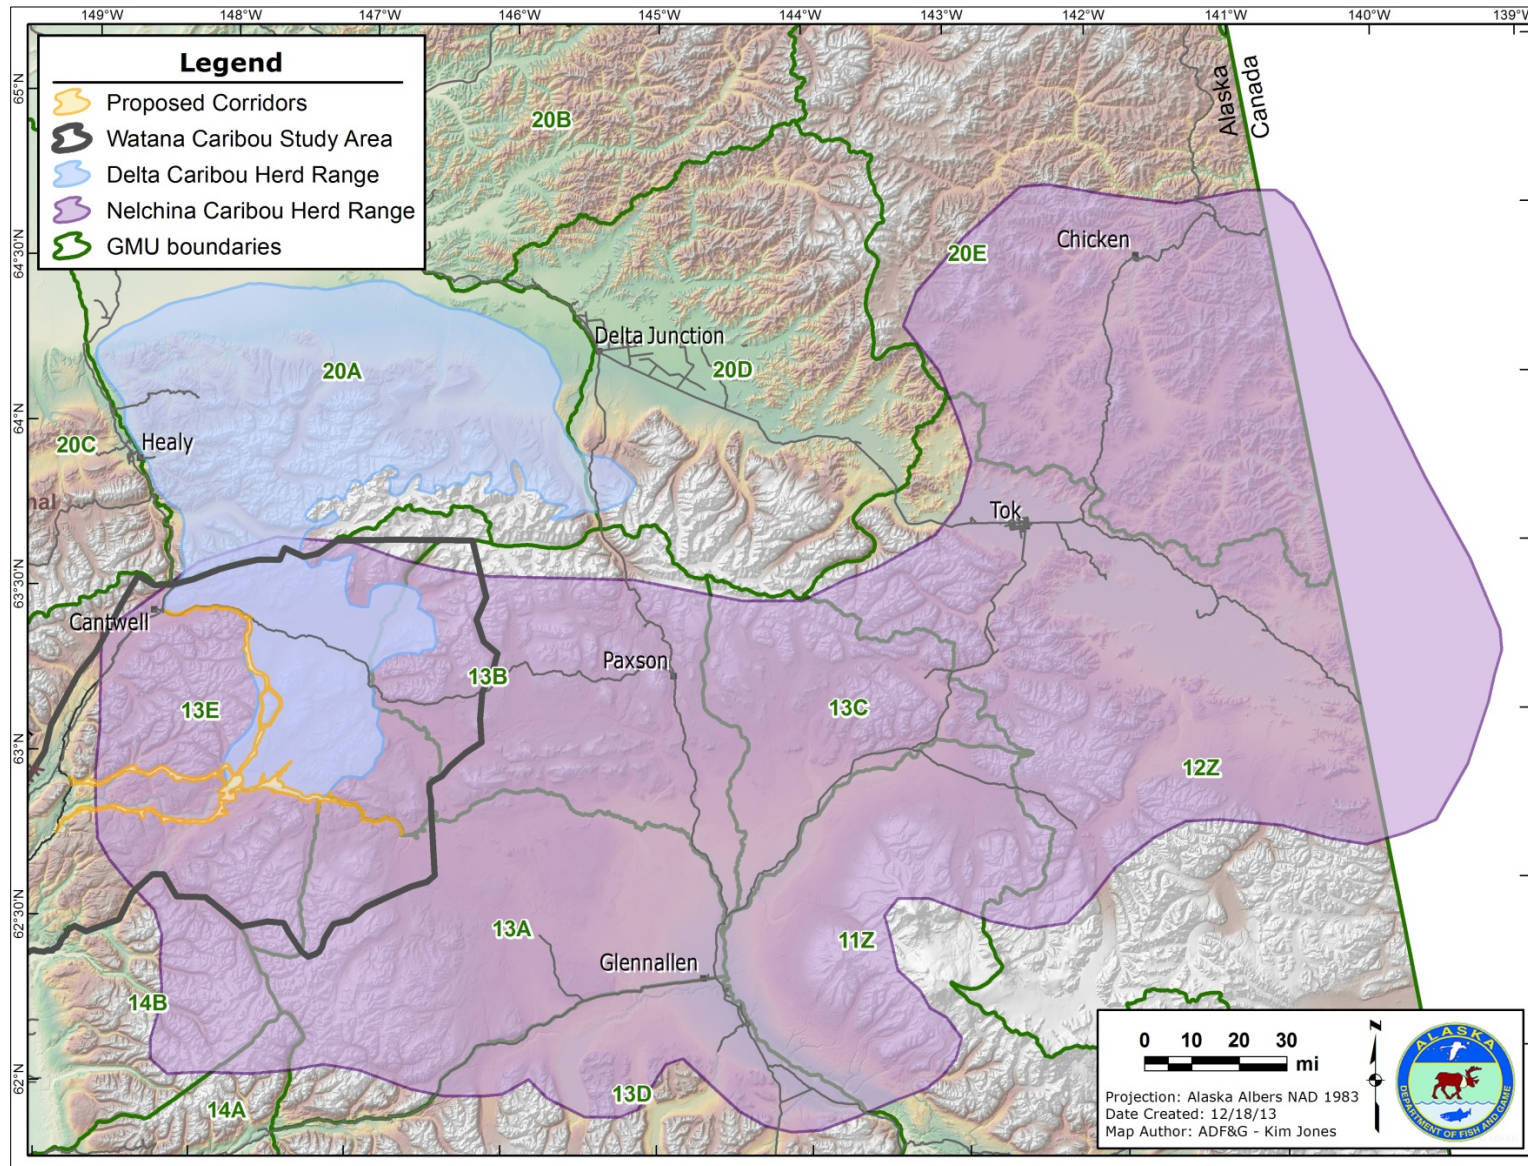 149°W 148°W 147°W 146°W 145°W 144°W 143°W 142°W 141°W 140°W 139°W
Legend
Proposed Corridors
Watana Caribou Study Area
Delta Caribou Herd Range
Nelchina Caribou Herd Range
GMU boundaries
65°N
64°30'N
64°N
63°30'N
63°N
62°30'N
62°N
Alaska
Canada
20B
20E
Chicken
Delta Junction
20A
20D
20C
Healy
nal
Tok
Cantwell
Paxson
13B
13E
13C
12Z
13A
11Z
Glennallen
14B
13D
14A
0 10 20 30
mi
N
Projection: Alaska Albers NAD 1983
Date Created: 12/18/13
Map Author: ADF&G - Kim Jones
ALASKA
DEPARTMENT OF FISH AND GAME